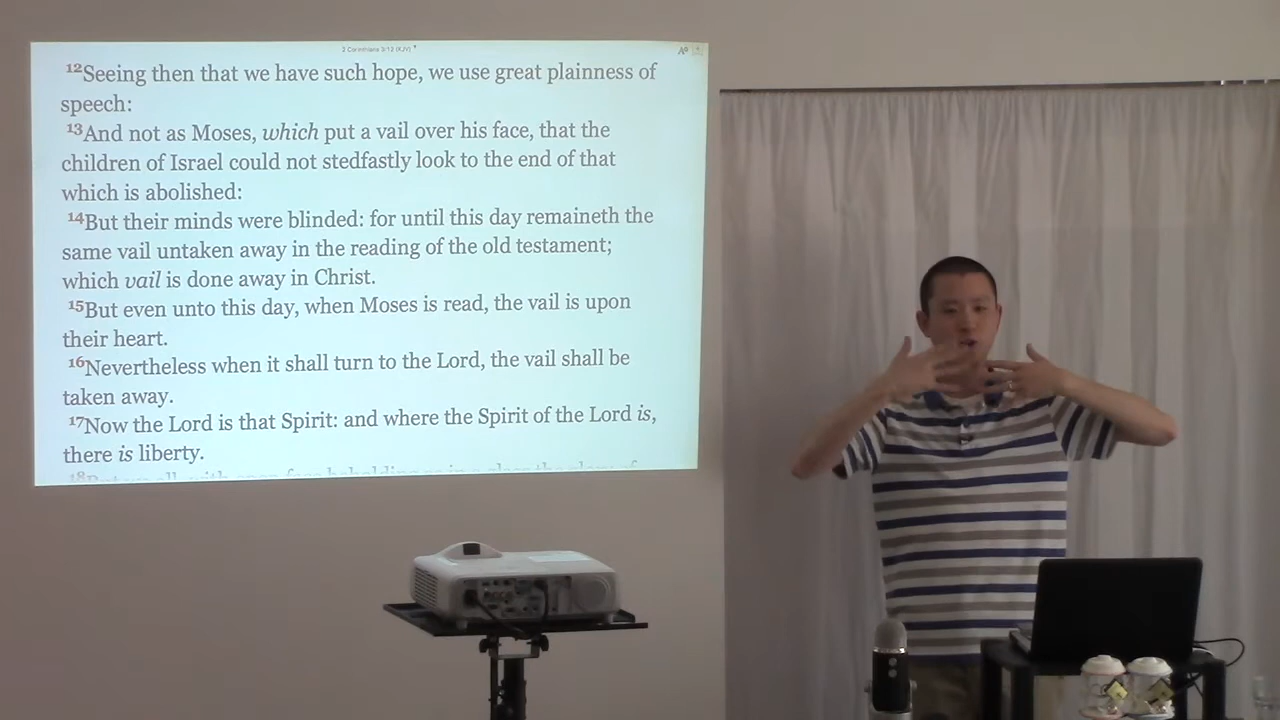 2 Corinthians 3:12 (KJV)
12Seeing then that we have such hope, we use great plainness of
speech:
13And not as Moses, which put a vail over his face, that the
children of Israel could not stedfastly look to the end of that
which is abolished:
14But their minds were blinded: for until this day remaineth the
same vail untaken away in the reading of the old testament;
which vail is done away in Christ.
15But even unto this day, when Moses is read, the vail is upon
their heart.
16Nevertheless when it shall turn to the Lord, the vail shall be
taken away.
17Now the Lord is that Spirit: and where the Spirit of the Lord is,
there is liberty.